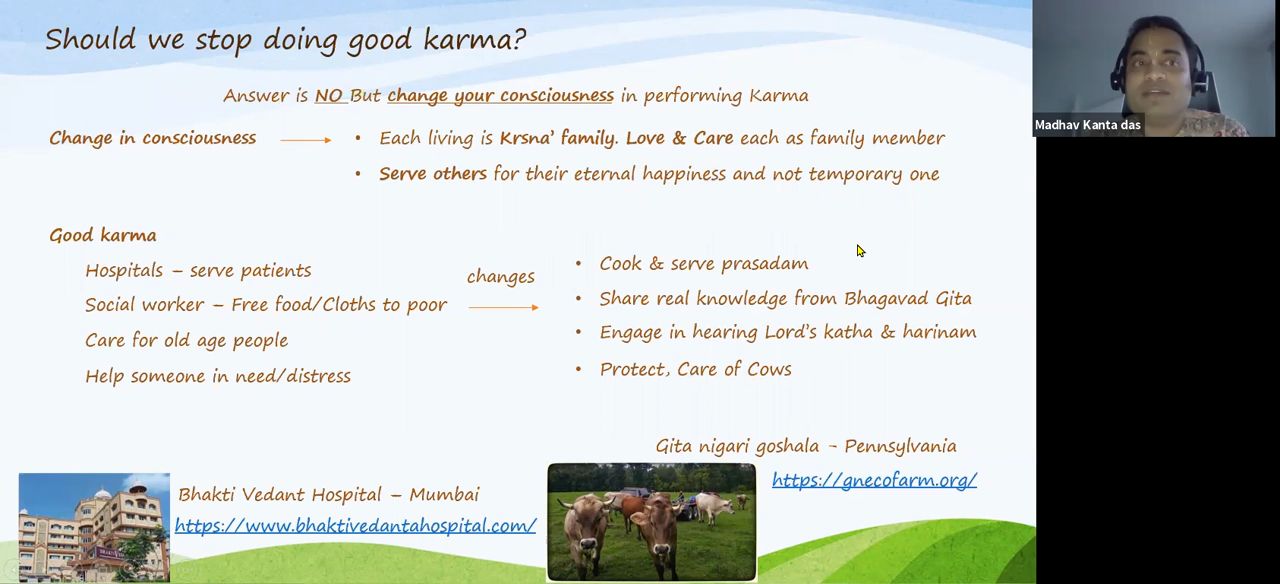 Should we stop doing good karma?
Answer is NO But change your consciousness in performing Karma
Change in consciousness
• Each living is Krsna' family. Love & Care each as family member
• Serve others for their eternal happiness and not temporary one
Good karma
Hospitals – serve patients
Social worker – Free food/Cloths to poor
Care for old age people
Help someone in need/distress
changes
• Cook & serve prasadam
• Share real knowledge from Bhagavad Gita
• Engage in hearing Lord's katha & harinam
• Protect, Care of Cows
Gita nigari goshala - Pennsylvania
https://gnecofarm.org/
Bhakti Vedant Hospital – Mumbai
https://www.bhaktivedantahospital.com/
Madhav Kanta das